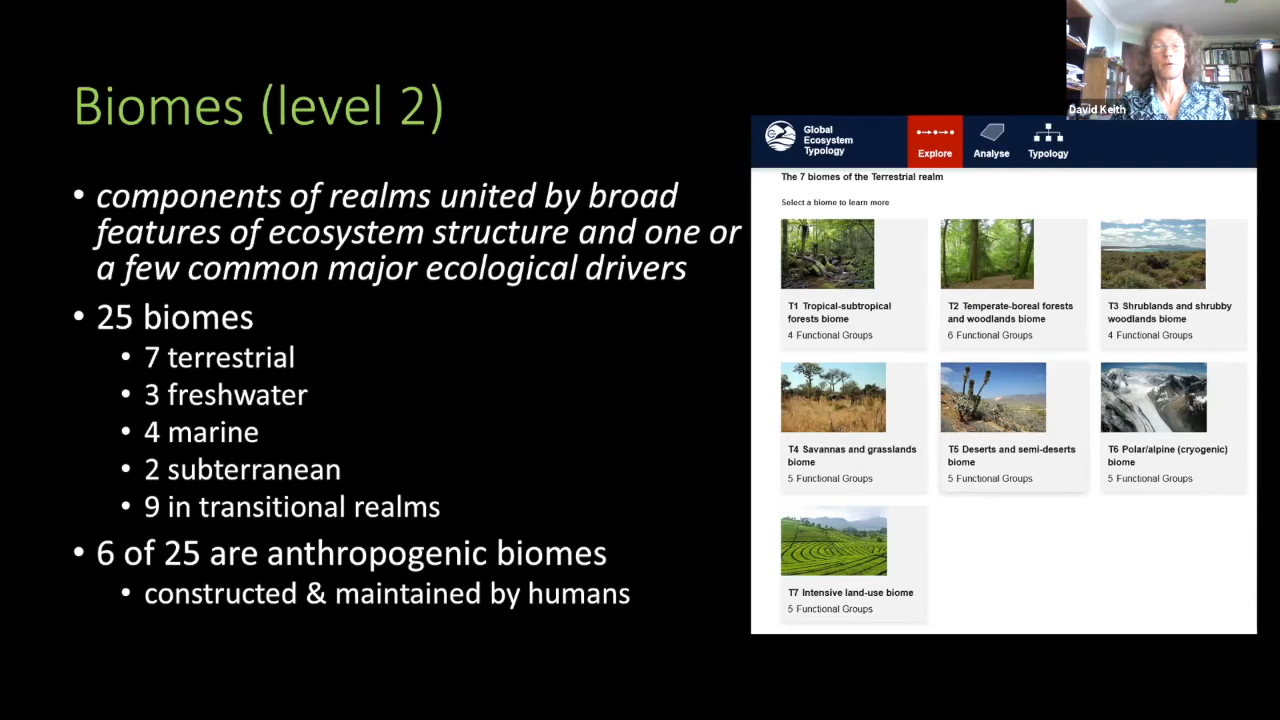 Biomes (level 2)
• components of realms united by broad
features of ecosystem structure and one or
a few common major ecological drivers
• 25 biomes
• 7 terrestrial
• 3 freshwater
• 4 marine
• 2 subterranean
• 9 in transitional realms
• 6 of 25 are anthropogenic biomes
• constructed & maintained by humans
David Keith
Global
Ecosystem
Typology
Explore
Analyse
Typology
The 7 biomes of the Terrestrial realm
Select a biome to learn more
T1 Tropical-subtropical
forests biome
4 Functional Groups
T2 Temperate-boreal forests
and woodlands biome
6 Functional Groups
T3 Shrublands and shrubby
woodlands biome
4 Functional Groups
T4 Savannas and grasslands
biome
5 Functional Groups
T5 Deserts and semi-deserts
biome
5 Functional Groups
T6 Polar/alpine (cryogenic)
biome
5 Functional Groups
T7 Intensive land-use biome
5 Functional Groups